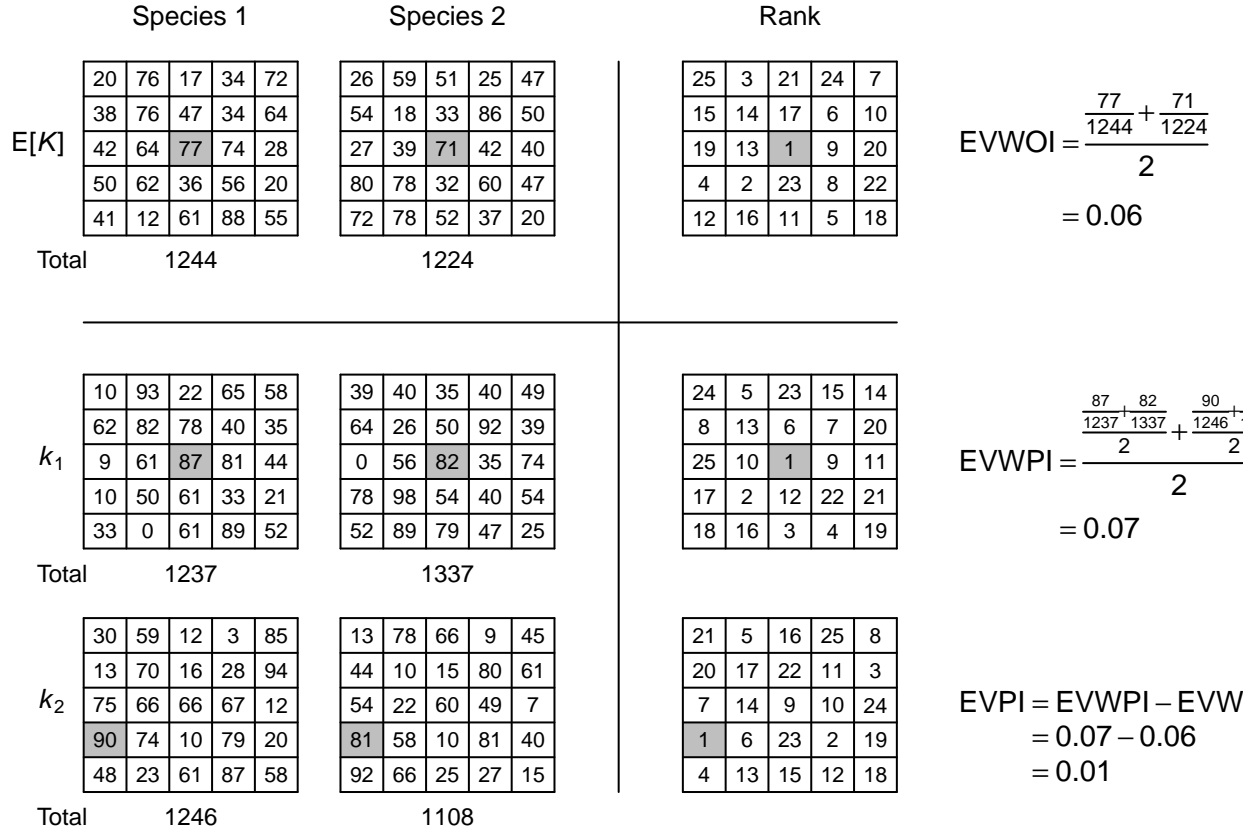 Species 1 Species 2 Rank
E[K]
20 76 17 34 72 26 59 51 25 47 25 3 21 24 7
38 76 47 34 64 54 18 33 86 50 15 14 17 6 10
42 64 77 74 28 27 39 71 42 40 19 13 1 9 20
50 62 36 56 20 80 78 32 60 47 4 2 23 8 22
41 12 61 88 55 72 78 52 37 20 12 16 11 5 18
Total 1244 1224
EVWOI = (77/1244 + 71/1224)/2
= 0.06
k1
10 93 22 65 58 39 40 35 40 49 24 5 23 15 14
62 82 78 40 35 64 26 50 92 39 8 13 6 7 20
9 61 87 81 44 0 56 82 35 74 25 10 1 9 11
10 50 61 33 21 78 98 54 40 54 17 2 12 22 21
33 0 61 89 52 52 89 79 47 25 18 16 3 4 19
Total 1237 1337
EVWPI = ((87/1237 + 82/1337)/2 + (90/1246 +)/2)/2
= 0.07
k2
30 59 12 3 85 13 78 66 9 45 21 5 16 25 8
13 70 16 28 94 44 10 15 80 61 20 17 22 11 3
75 66 66 67 12 54 22 60 49 7 7 14 9 10 24
90 74 10 79 20 81 58 10 81 40 1 6 23 2 19
48 23 61 87 58 92 66 25 27 15 4 13 15 12 18
Total 1246 1108
EVPI = EVWPI – EVW
= 0.07 – 0.06
= 0.01